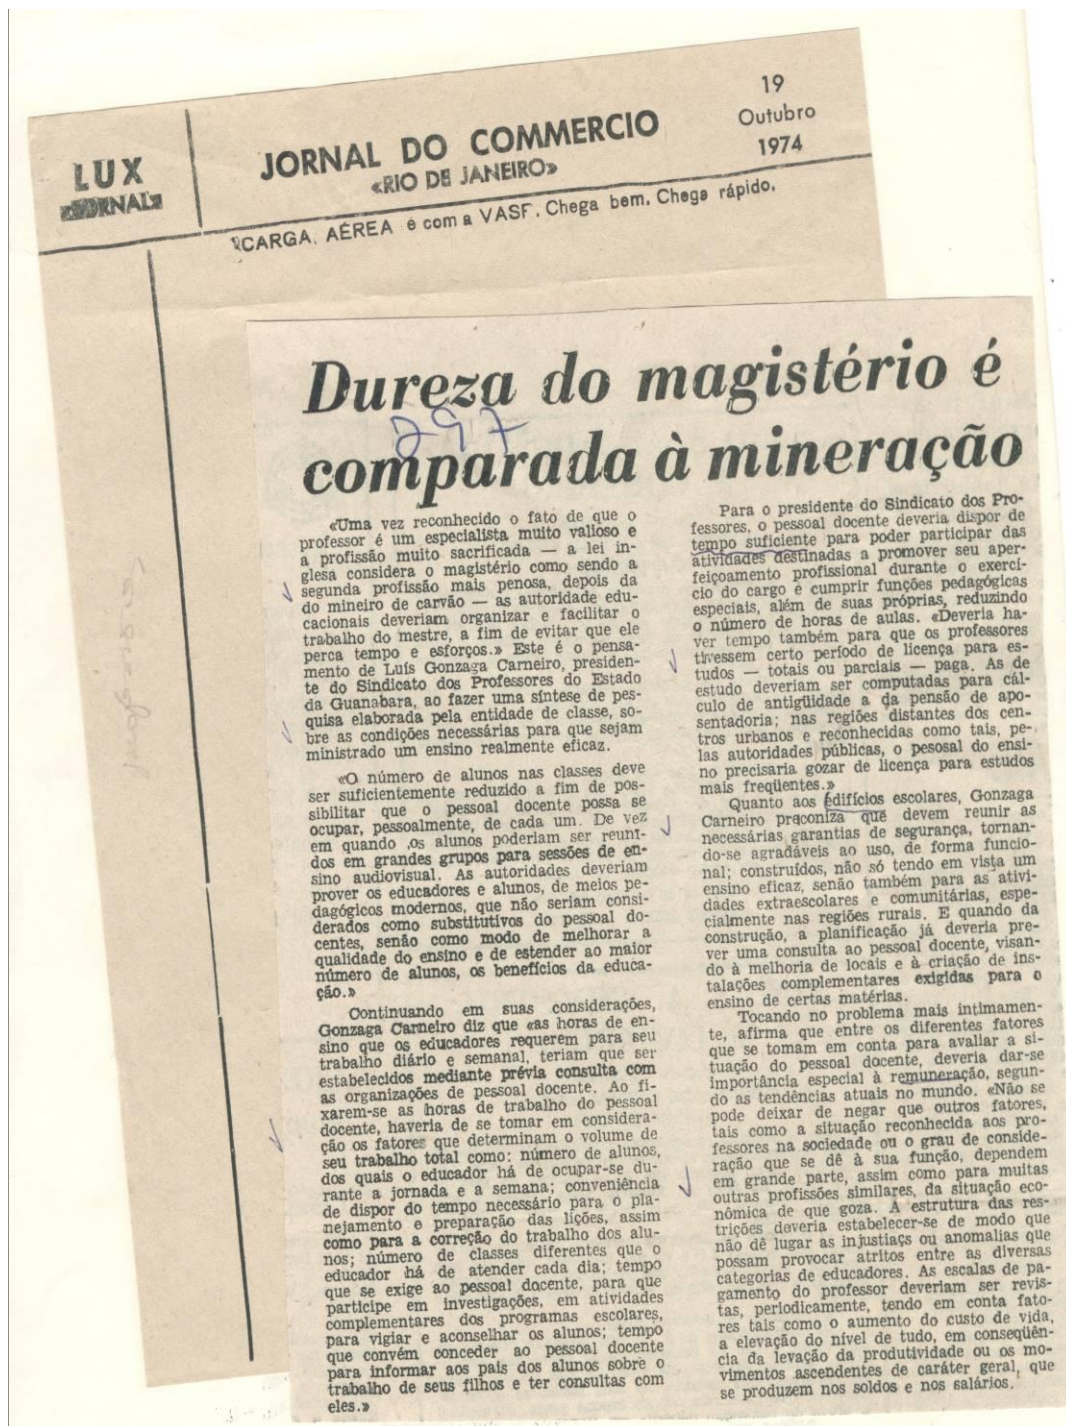 LUX
JORNAL
JORNAL DO COMMERCIO
«RIO DE JANEIRO»
19
Outubro
1974
CARGA AÉREA é com a VASP. Chega bem. Chega rápido.
Dureza do magistério é
comparada à mineração
297
«Uma vez reconhecido o fato de que o
professor é um especialista muito valioso e
a profissão muito sacrificada — a lei in-
glesa considera o magistério como sendo a
segunda profissão mais penosa, depois da
do mineiro de carvão — as autoridade edu-
cacionais deveriam organizar e facilitar o
trabalho do mestre, a fim de evitar que ele
perca tempo e esforços.» Este é o pensa-
mento de Luís Gonzaga Carneiro, presiden-
te do Sindicato dos Professores do Estado
da Guanabara, ao fazer uma síntese de pes-
quisa elaborada pela entidade de classe, so-
bre as condições necessárias para que sejam
ministrado um ensino realmente eficaz.
«O número de alunos nas classes deve
ser suficientemente reduzido a fim de pos-
sibilitar que o pessoal docente possa se
ocupar, pessoalmente, de cada um. De vez
em quando ,os alunos poderiam ser reuni-
dos em grandes grupos para sessões de en-
sino audiovisual. As autoridades deveriam
prover os educadores e alunos, de meios pe-
dagógicos modernos, que não seriam consi-
derados como substitutivos do pessoal do-
centes, senão como modo de melhorar a
qualidade do ensino e de estender ao maior
número de alunos, os benefícios da educa-
ção.»
Continuando em suas considerações,
Gonzaga Carneiro diz que «as horas de en-
sino que os educadores requerem para seu
trabalho diário e semanal, teriam que ser
estabelecidos mediante prévia consulta com
as organizações de pessoal docente. Ao fi-
xarem-se as horas de trabalho do pessoal
docente, haveria de se tomar em considera-
ção os fatores que determinam o volume de
seu trabalho total como: número de alunos,
dos quais o educador há de ocupar-se du-
rante a jornada e a semana; conveniência
de dispor do tempo necessário para o pla-
nejamento e preparação das lições, assim
como para a correção do trabalho dos alu-
nos; número de classes diferentes que o
educador há de atender cada dia; tempo
que se exige ao pessoal docente, para que
participe em investigações, em atividades
complementares dos programas escolares,
para vigiar e aconselhar os alunos; tempo
que convém conceder ao pessoal docente
para informar aos pais dos alunos sobre o
trabalho de seus filhos e ter consultas com
eles.»
Para o presidente do Sindicato dos Pro-
fessores, o pessoal docente deveria dispor de
tempo suficiente para poder participar das
atividades destinadas a promover seu aper-
feiçoamento profissional durante o exercí-
cio do cargo e cumprir funções pedagógicas
especiais, além de suas próprias, reduzindo
o número de horas de aulas. «Deveria ha-
ver tempo também para que os professores
tivessem certo período de licença para es-
tudos — totais ou parciais — paga. As de
estudo deveriam ser computadas para cál-
culo de antigüidade a da pensão de apo-
sentadoria; nas regiões distantes dos cen-
tros urbanos e reconhecidas como tais, pe-
las autoridades públicas, o pesosal do ensi-
no precisaria gozar de licença para estudos
mais freqüentes.»
Quanto aos edifícios escolares, Gonzaga
Carneiro preconiza que devem reunir as
necessárias garantias de segurança, tornan-
do-se agradáveis ao uso, de forma funcio-
nal; construídos, não só tendo em vista um
ensino eficaz, senão também para as ativi-
dades extraescolares e comunitárias, espe-
cialmente nas regiões rurais. E quando da
construção, a planificação já deveria pre-
ver uma consulta ao pessoal docente, visan-
do à melhoria de locais e à criação de ins-
talações complementares exigidas para o
ensino de certas matérias.
Tocando no problema mais intimamen-
te, afirma que entre os diferentes fatores
que se tomam em conta para avaliar a si-
tuação do pessoal docente, deveria dar-se
importância especial à remuneração, segun-
do as tendências atuais no mundo. «Não se
pode deixar de negar que outros fatores,
tais como a situação reconhecida aos pro-
fessores na sociedade ou o grau de conside-
ração que se dê à sua função, dependem
em grande parte, assim como para muitas
outras profissões similares, da situação eco-
nômica de que goza. A estrutura das res-
trições deveria estabelecer-se de modo que
não dê lugar as injustiaçs ou anomalias que
possam provocar atritos entre as diversas
categorias de educadores. As escalas de pa-
gamento do professor deveriam ser revis-
tas, periodicamente, tendo em conta fato-
res tais como o aumento do custo de vida,
a elevação do nível de tudo, em conseqüên-
cia da levação da produtividade ou os mo-
vimentos ascendentes de caráter geral, que
se produzem nos soldos e nos salários.